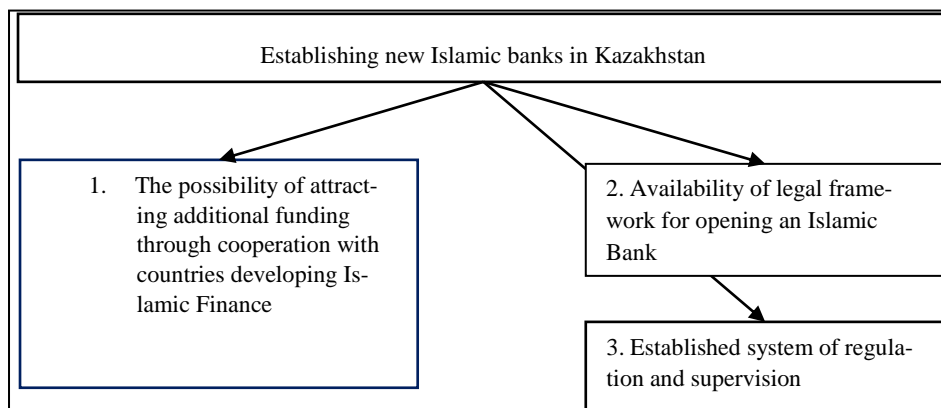 Establishing new Islamic banks in Kazakhstan
1. The possibility of attract-
ing additional funding
through cooperation with
countries developing Is-
lamic Finance
2. Availability of legal frame-
work for opening an Islamic
Bank
3. Established system of regula-
tion and supervision